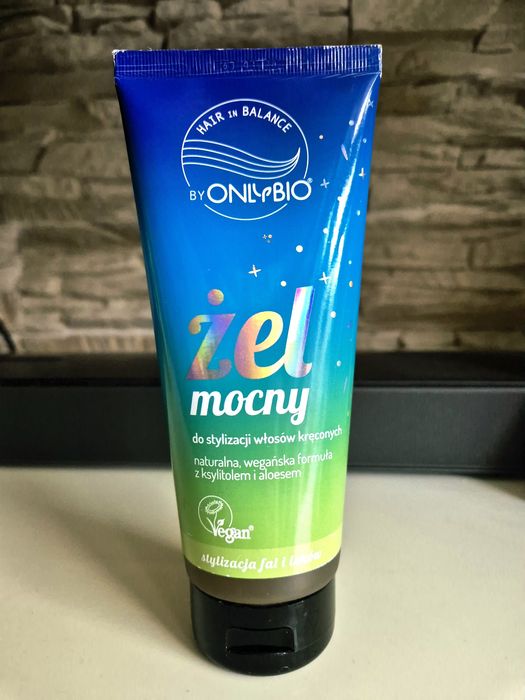 HAIR IN BALANCE
BY ONLYBIO®
żel
mocny
do stylizacji włosów kręconych
naturalna, wegańska formuła
z ksylitolem i aloesem
Vegan®
stylizacja fal i loków